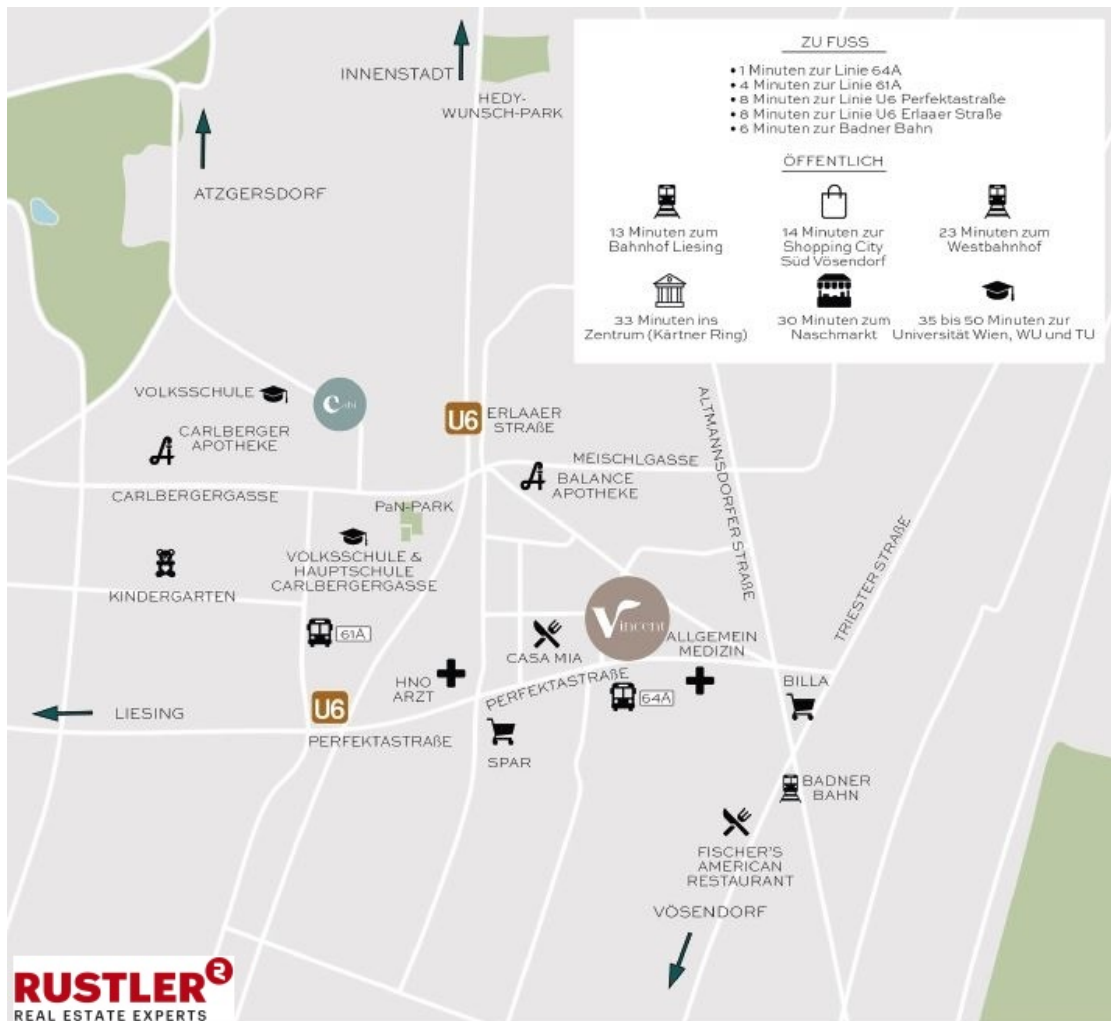 ZU FUSS
• 1 Minuten zur Linie 64A
• 4 Minuten zur Linie 61A
• 8 Minuten zur Linie U6 Perfektastraße
• 8 Minuten zur Linie U6 Erlaaer Straße
• 6 Minuten zur Badner Bahn
ÖFFENTLICH
13 Minuten zum
Bahnhof Liesing
14 Minuten zur
Shopping City
Süd Vösendorf
23 Minuten zum
Westbahnhof
33 Minuten ins
Zentrum (Kärtner Ring)
30 Minuten zum
Naschmarkt
35 bis 50 Minuten zur
Universität Wien, WU und TU
INNENSTADT
HEDY-
WUNSCH-PARK
ATZGERSDORF
VOLKSSCHULE
CARLBERGER
APOTHEKE
U6
ERLAAER
STRAßE
MEISCHLGASSE
BALANCE
APOTHEKE
ALTMANNSDORFER STRAßE
TRIESTER STRAßE
CARLBERGERGASSE
PaN-PARK
VOLKSSCHULE &
HAUPTSCHULE
CARLBERGERGASSE
KINDERGARTEN
61A
Vincent
CASA MIA
ALLGEMEIN
MEDIZIN
HNO
ARZT
PERFEKTASTRAßE
64A
BILLA
LIESING
U6
PERFEKTASTRAßE
SPAR
BADNER
BAHN
FISCHER'S
AMERICAN
RESTAURANT
VÖSENDORF
RUSTLER
REAL ESTATE EXPERTS